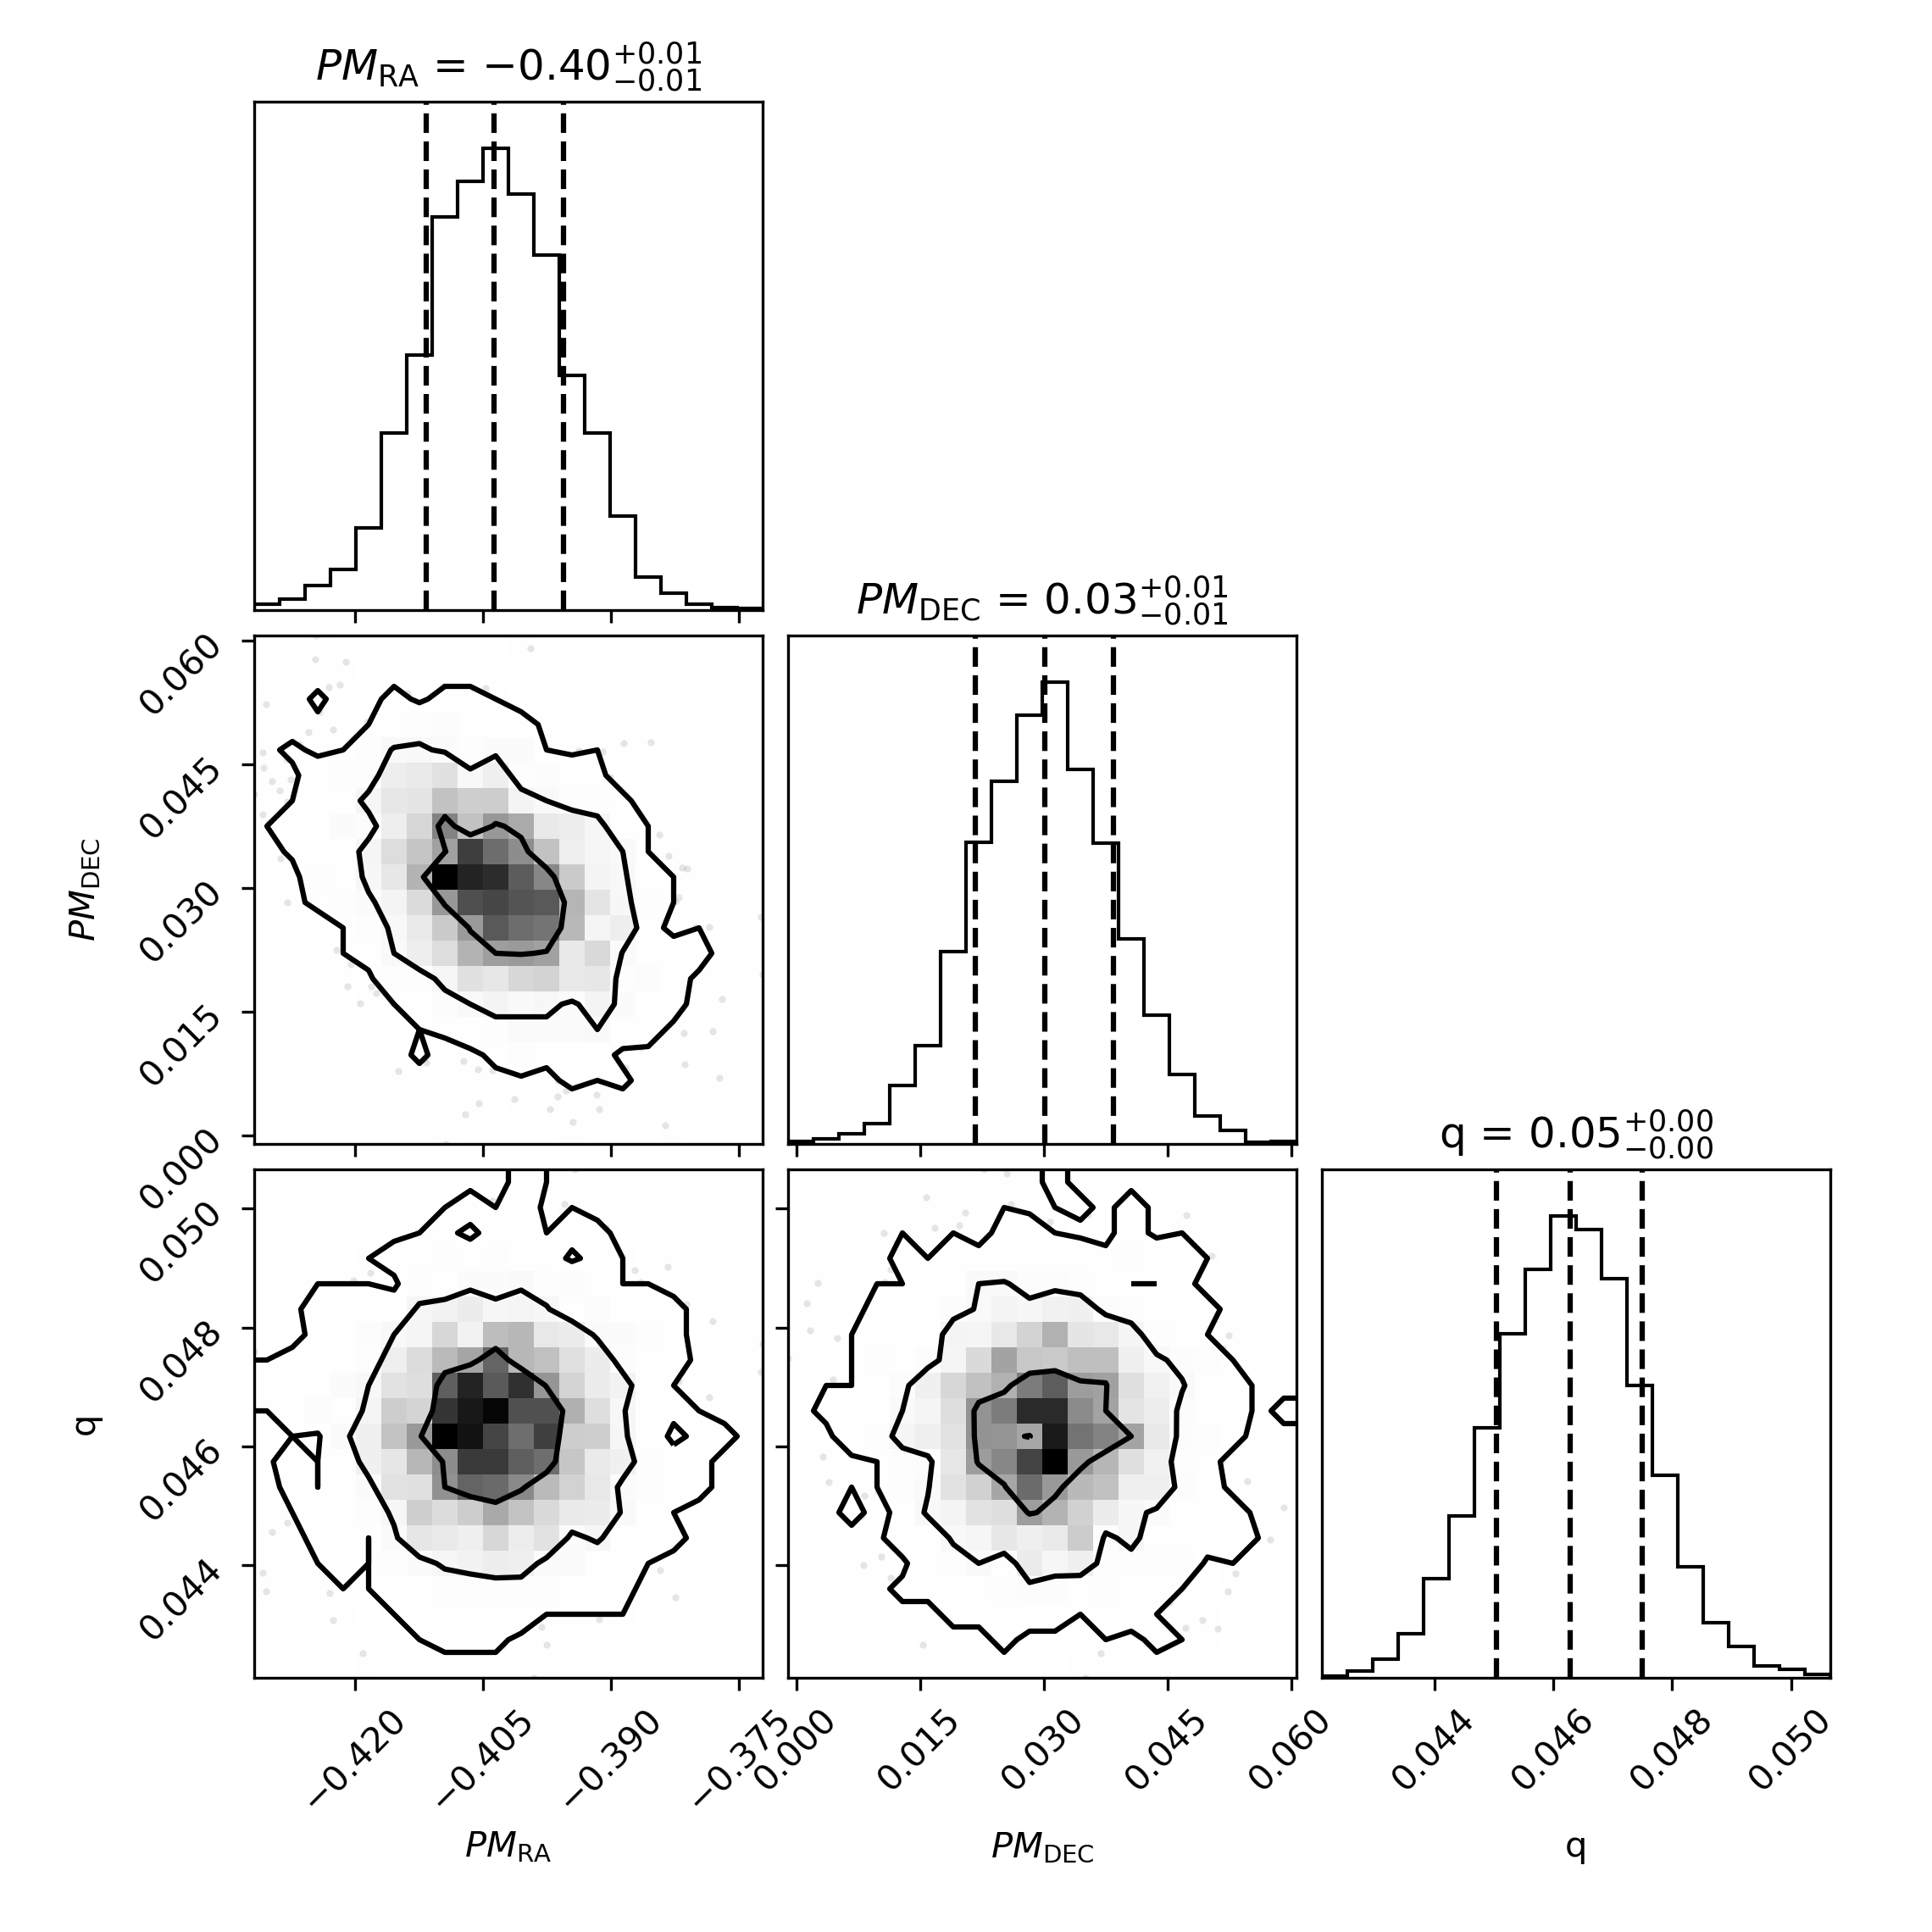 PM_RA = −0.40 +0.01 −0.01
PM_DEC = 0.03 +0.01 −0.01
0.060
0.045
0.030
0.015
0.000
PM_DEC
q = 0.05 +0.00 −0.00
0.050
0.048
0.046
0.044
q
−0.420 −0.405 −0.390 −0.375 0.000 0.015 0.030 0.045 0.060 0.044 0.046 0.048 0.050
PM_RA PM_DEC q